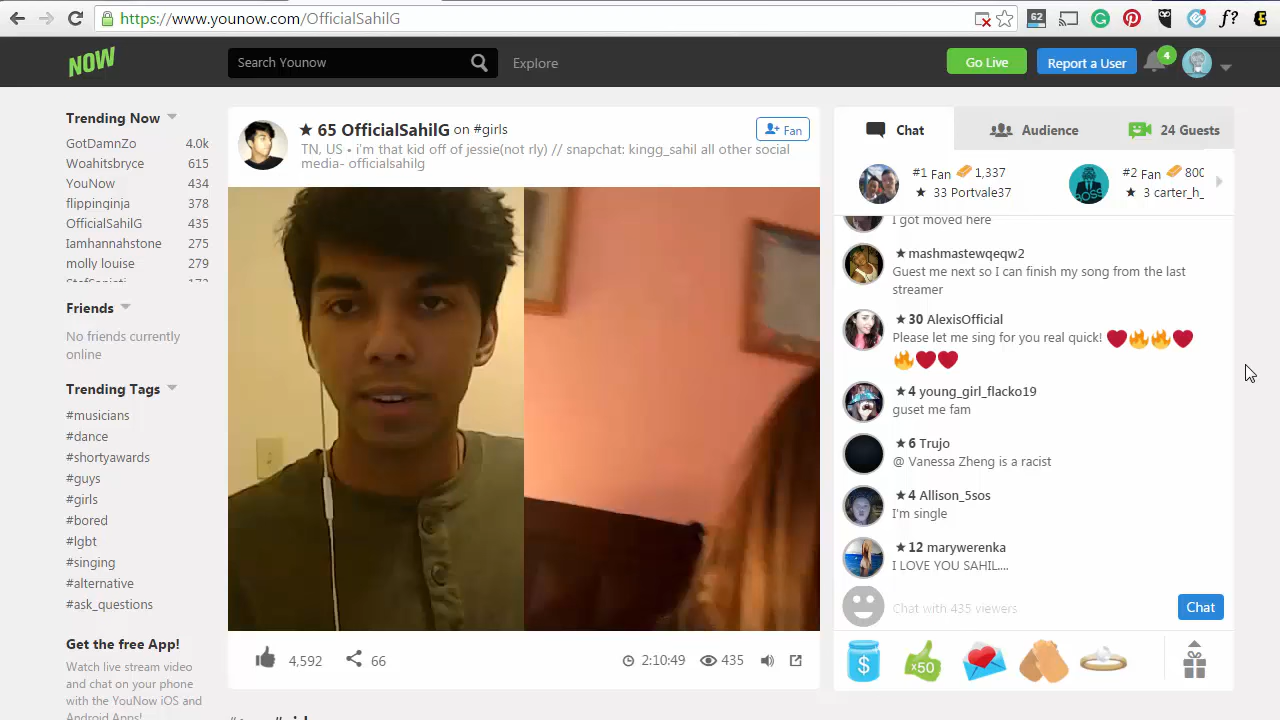 https://www.younow.com/OfficialSahilG
62
f?
NOW
Search Younow
Explore
Go Live
Report a User
4
Trending Now
GotDamnZo 4.0k
Woahitsbryce 615
YouNow 434
flippinginja 378
OfficialSahilG 435
Iamhannahstone 275
molly louise 279
Friends
No friends currently
online
Trending Tags
#musicians
#dance
#shortyawards
#guys
#girls
#bored
#lgbt
#singing
#alternative
#ask_questions
Get the free App!
Watch live stream video
and chat on your phone
with the YouNow iOS and
Android Apps!
★ 65 OfficialSahilG on #girls
TN, US • i'm that kid off of jessie(not rly) // snapchat: kingg_sahil all other social
media- officialsahilg
Fan
4,592
66
2:10:49
435
Chat
Audience
24 Guests
#1 Fan 1,337
★ 33 Portvale37
#2 Fan 800
★ 3 carter_h_
I got moved here
★ mashmastewqeqw2
Guest me next so I can finish my song from the last
streamer
★ 30 AlexisOfficial
Please let me sing for you real quick! ❤🔥🔥❤
🔥❤❤
★ 4 young_girl_flacko19
guset me fam
★ 6 Trujo
@ Vanessa Zheng is a racist
★ 4 Allison_5sos
I'm single
★ 12 marywerenka
I LOVE YOU SAHIL....
Chat with 435 viewers
Chat
$
x50